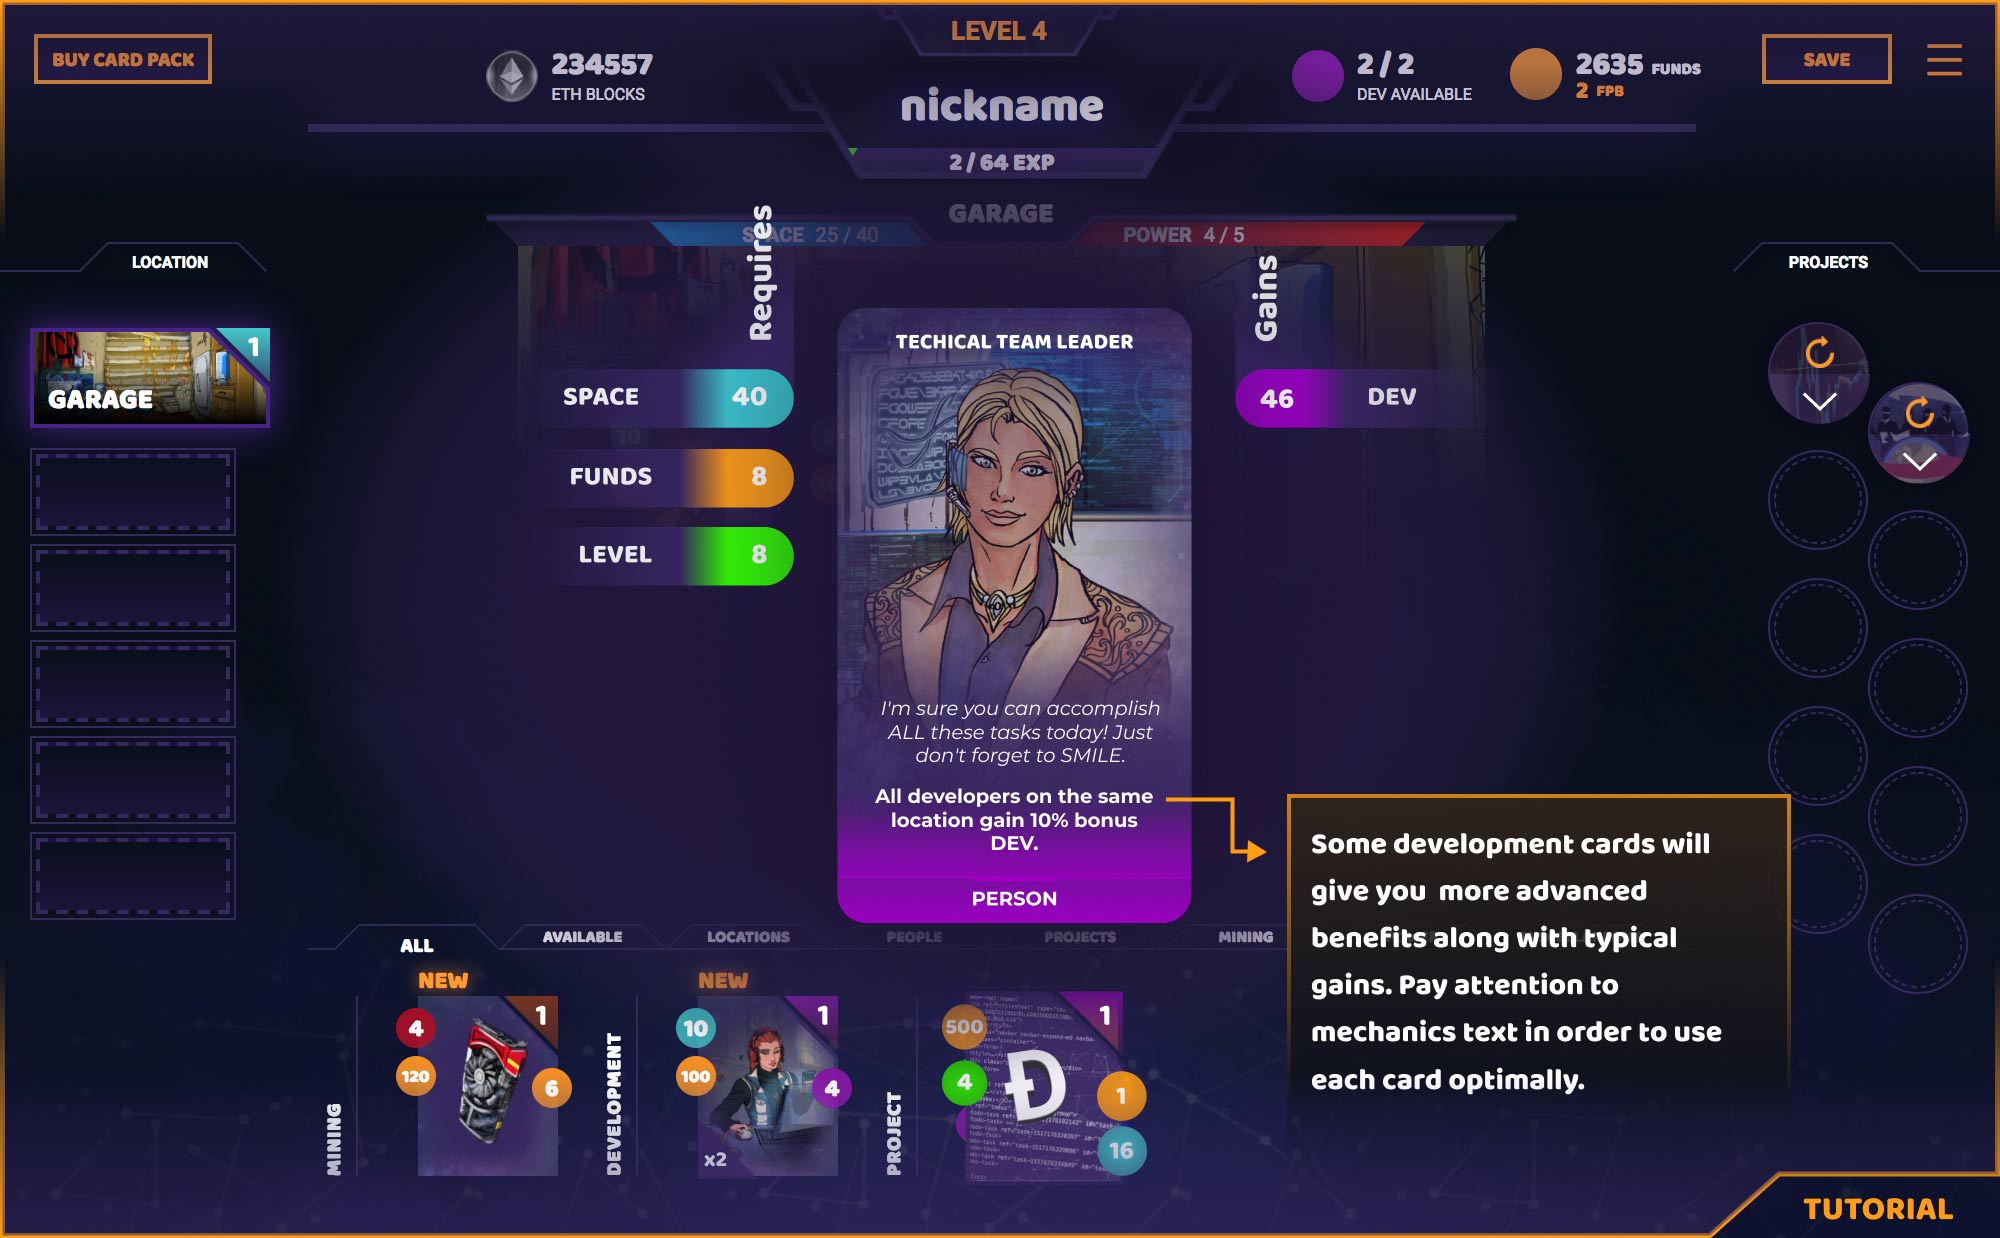 LEVEL 4
BUY CARD PACK
234557
ETH BLOCKS
nickname
2 / 2
DEV AVAILABLE
2635 FUNDS
2 FPB
SAVE
2 / 64 EXP
GARAGE
SPACE 25 / 40
POWER 4 / 5
LOCATION
PROJECTS
1
GARAGE
Requires
SPACE 40
FUNDS 8
LEVEL 8
Gains
46 DEV
TECHICAL TEAM LEADER
I'm sure you can accomplish
ALL these tasks today! Just
don't forget to SMILE.
All developers on the same
location gain 10% bonus
DEV.
PERSON
Some development cards will
give you more advanced
benefits along with typical
gains. Pay attention to
mechanics text in order to use
each card optimally.
ALL
AVAILABLE
LOCATIONS
PEOPLE
PROJECTS
MINING
MINING
NEW
1
4
120
6
DEVELOPMENT
NEW
1
10
100
4
x2
PROJECT
1
500
4
1
16
TUTORIAL